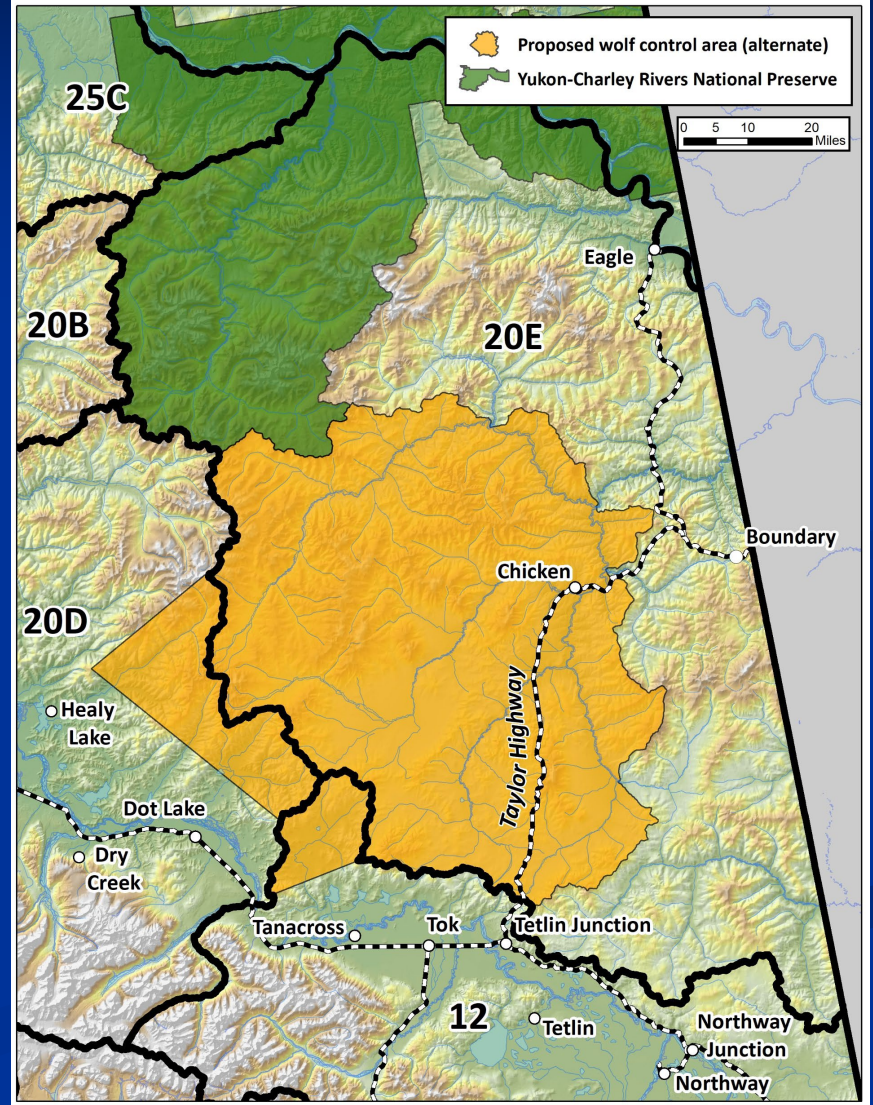 Proposed wolf control area (alternate)
Yukon-Charley Rivers National Preserve
25C
0 5 10 20
Miles
Eagle
20B
20E
Boundary
Chicken
20D
Healy
Lake
Taylor Highway
Dot Lake
Dry
Creek
Tanacross
Tok
Tetlin Junction
12
Tetlin
Northway
Junction
Northway